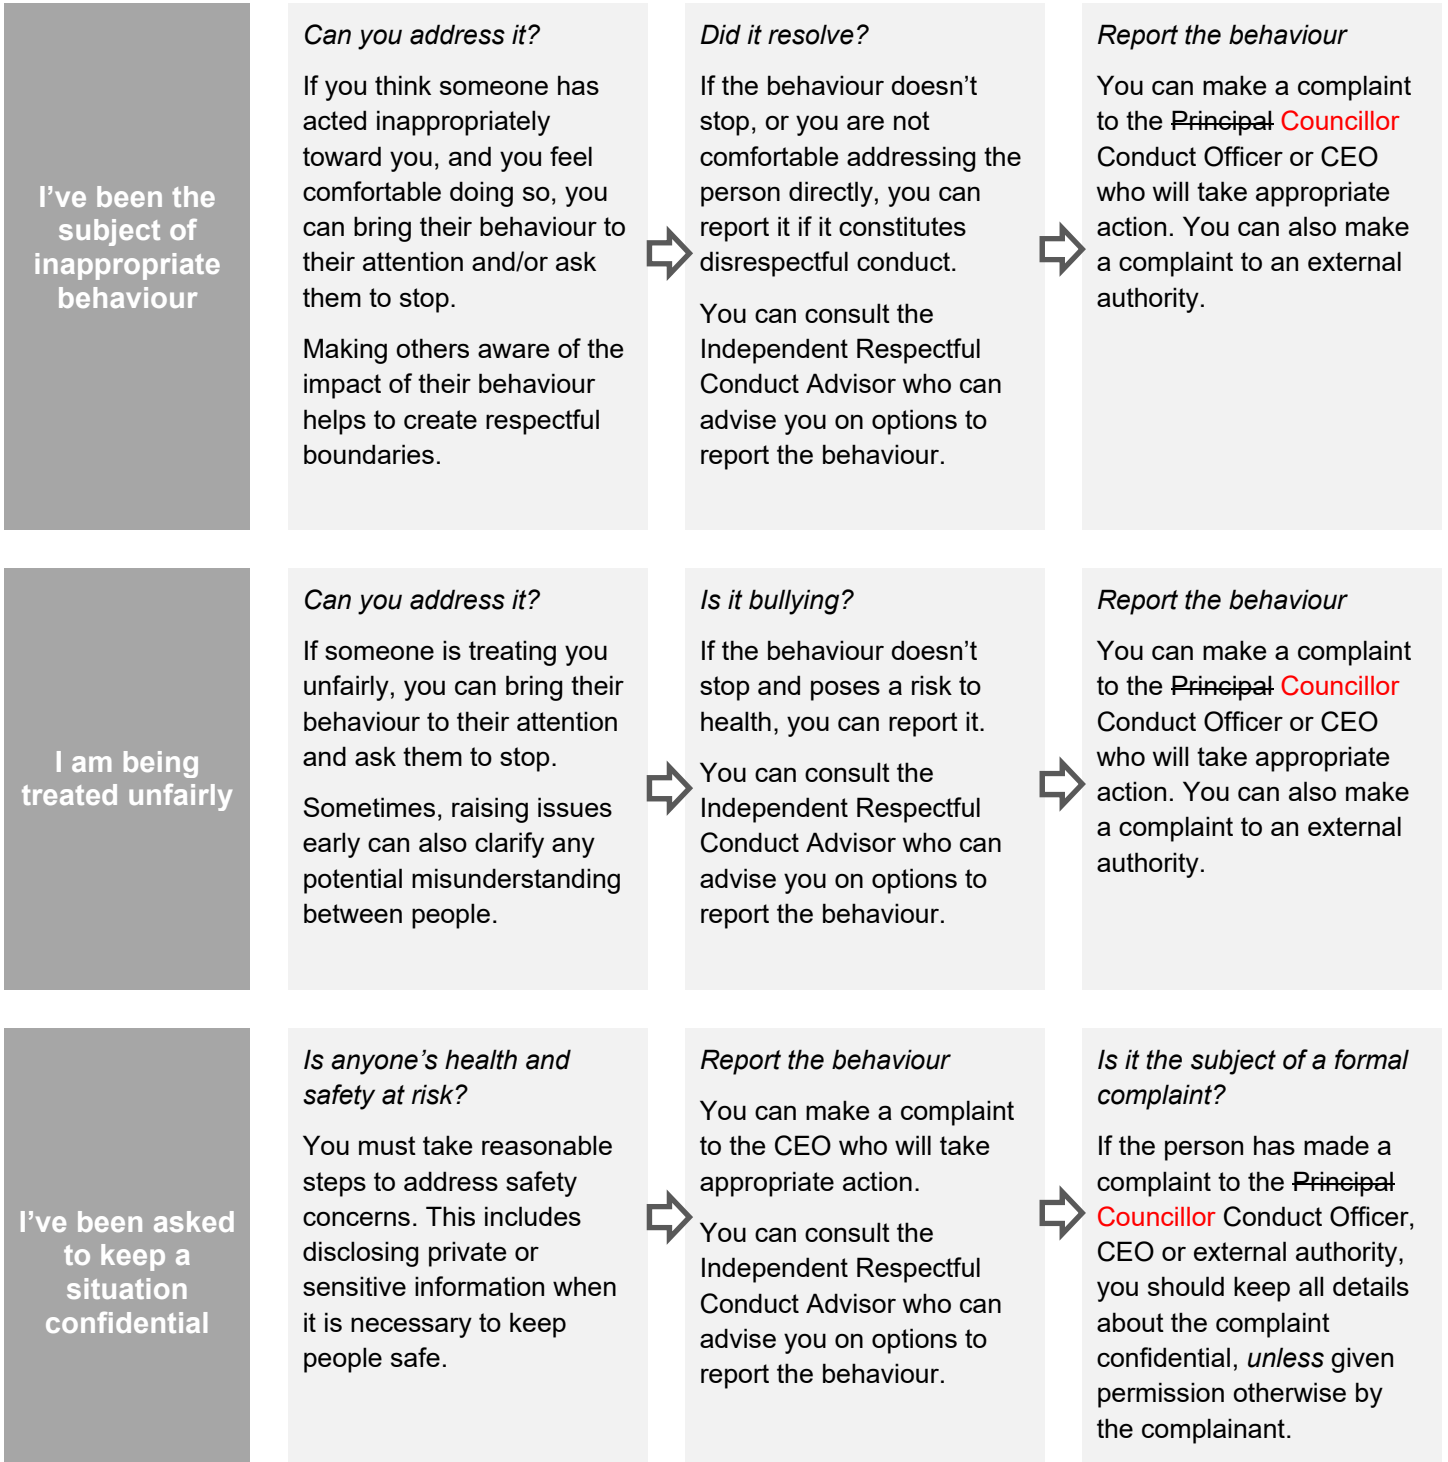 I’ve been the
subject of
inappropriate
behaviour
Can you address it?
If you think someone has
acted inappropriately
toward you, and you feel
comfortable doing so, you
can bring their behaviour to
their attention and/or ask
them to stop.
Making others aware of the
impact of their behaviour
helps to create respectful
boundaries.
Did it resolve?
If the behaviour doesn’t
stop, or you are not
comfortable addressing the
person directly, you can
report it if it constitutes
disrespectful conduct.
You can consult the
Independent Respectful
Conduct Advisor who can
advise you on options to
report the behaviour.
Report the behaviour
You can make a complaint
to the Principal Councillor
Conduct Officer or CEO
who will take appropriate
action. You can also make
a complaint to an external
authority.
I am being
treated unfairly
Can you address it?
If someone is treating you
unfairly, you can bring their
behaviour to their attention
and ask them to stop.
Sometimes, raising issues
early can also clarify any
potential misunderstanding
between people.
Is it bullying?
If the behaviour doesn’t
stop and poses a risk to
health, you can report it.
You can consult the
Independent Respectful
Conduct Advisor who can
advise you on options to
report the behaviour.
Report the behaviour
You can make a complaint
to the Principal Councillor
Conduct Officer or CEO
who will take appropriate
action. You can also make
a complaint to an external
authority.
I’ve been asked
to keep a
situation
confidential
Is anyone’s health and
safety at risk?
You must take reasonable
steps to address safety
concerns. This includes
disclosing private or
sensitive information when
it is necessary to keep
people safe.
Report the behaviour
You can make a complaint
to the CEO who will take
appropriate action.
You can consult the
Independent Respectful
Conduct Advisor who can
advise you on options to
report the behaviour.
Is it the subject of a formal
complaint?
If the person has made a
complaint to the Principal
Councillor Conduct Officer,
CEO or external authority,
you should keep all details
about the complaint
confidential, unless given
permission otherwise by
the complainant.